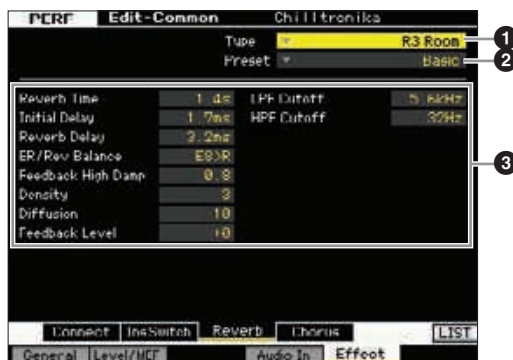 PERF Edit-Common Chilltronika
Type R3 Room 1
Preset Basic 2
Reverb Time 1.4s LPF Cutoff 5.6kHz
Initial Delay 1.7ms HPF Cutoff 32Hz
Reverb Delay 3.2ms
ER/Rev Balance E8>R
Feedback High Damp 0.8 3
Density 3
Diffusion 10
Feedback Level +0
Connect InsSwitch Reverb Chorus LIST
General Level/MEF Audio In Effect